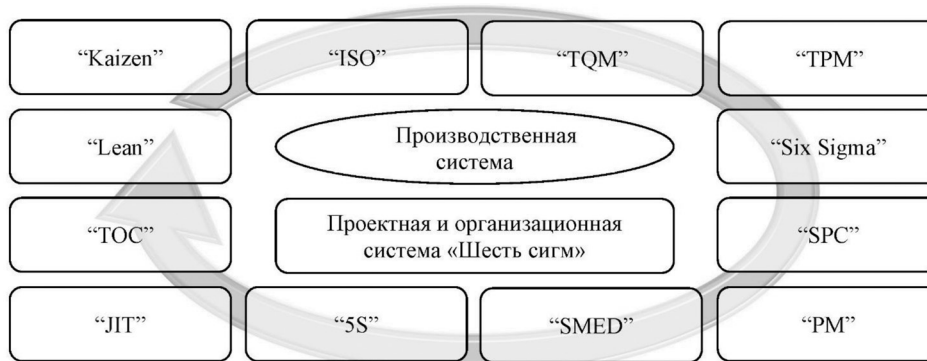 “Kaizen”
“ISO”
“TQM”
“TPM”
“Lean”
Производственная
система
“Six Sigma”
“TOC”
Проектная и организационная
система «Шесть сигм»
“SPC”
“JIT”
“5S”
“SMED”
“PM”